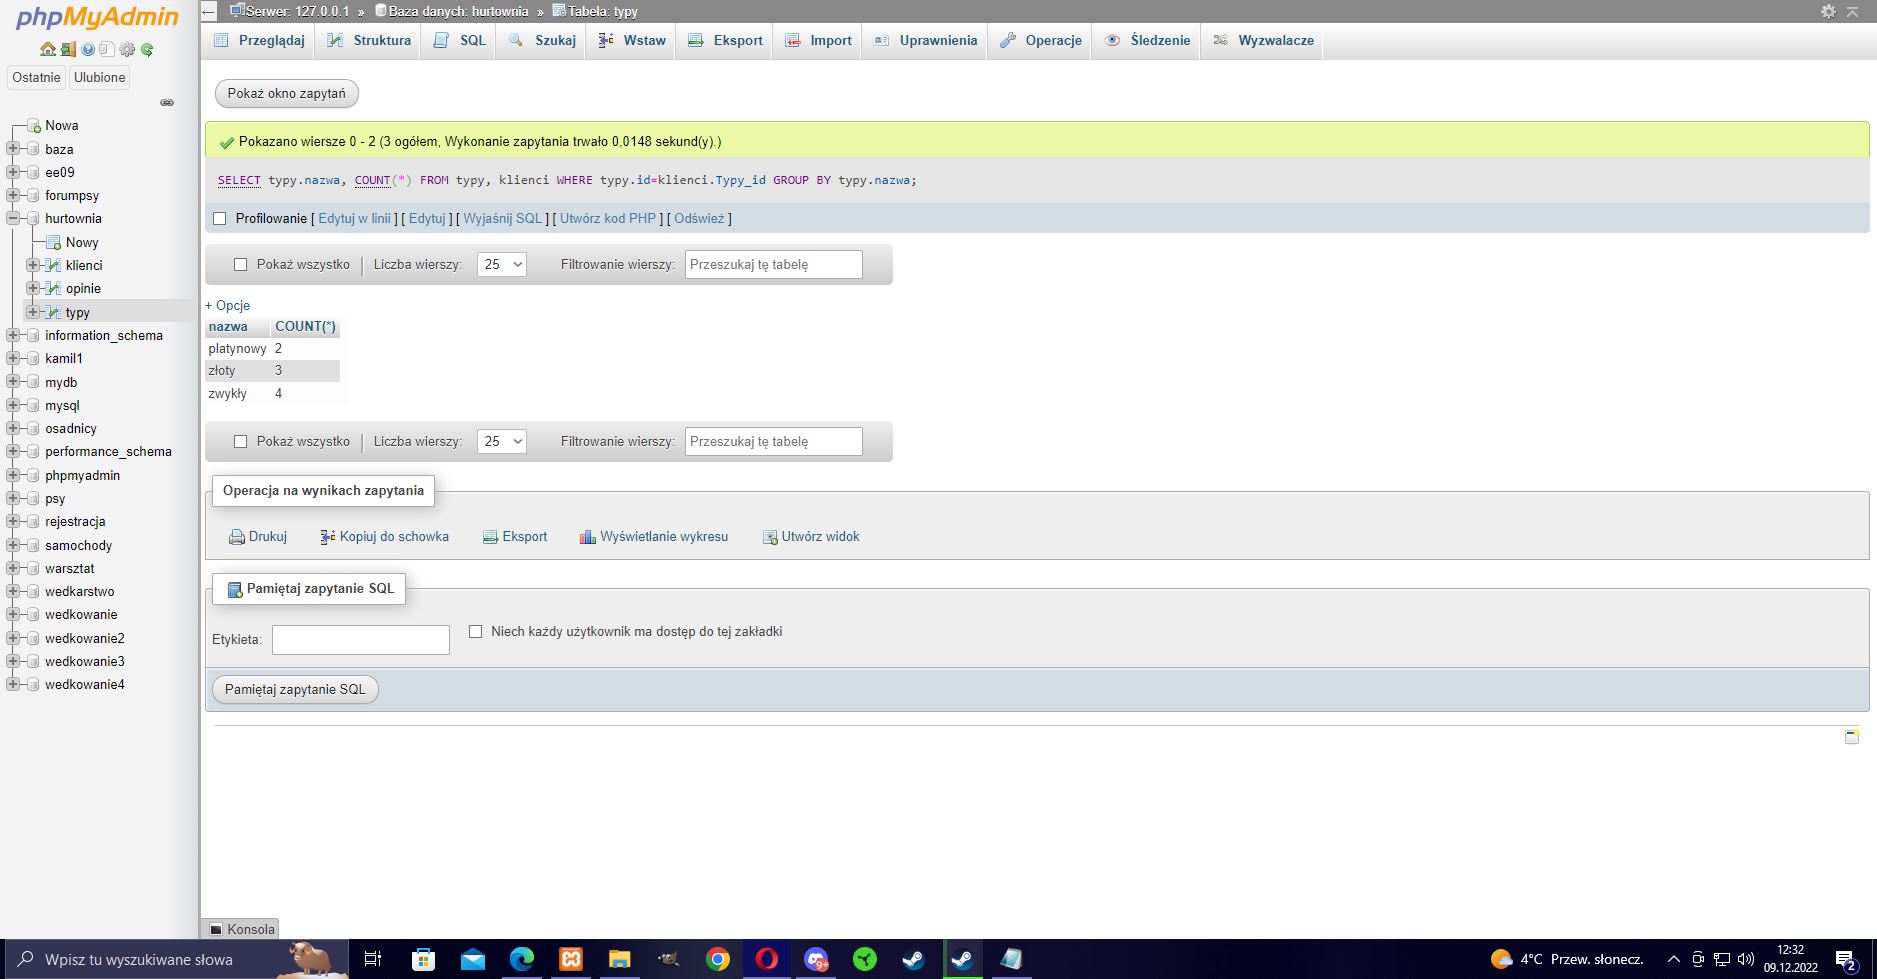 phpMyAdmin
Ostatnie Ulubione
Nowa
baza
ee09
forumpsy
hurtownia
Nowy
klienci
opinie
typy
information_schema
kamil1
mydb
mysql
osadnicy
performance_schema
phpmyadmin
psy
rejestracja
samochody
warsztat
wedkarstwo
wedkowanie
wedkowanie2
wedkowanie3
wedkowanie4
Serwer: 127.0.0.1 » Baza danych: hurtownia » Tabela: typy
Przeglądaj Struktura SQL Szukaj Wstaw Eksport Import Uprawnienia Operacje Śledzenie Wyzwalacze
Pokaż okno zapytań
Pokazano wiersze 0 - 2 (3 ogółem, Wykonanie zapytania trwało 0,0148 sekund(y).)
SELECT typy.nazwa, COUNT(*) FROM typy, klienci WHERE typy.id=klienci.Typy_id GROUP BY typy.nazwa;
Profilowanie [ Edytuj w linii ] [ Edytuj ] [ Wyjaśnij SQL ] [ Utwórz kod PHP ] [ Odśwież ]
Pokaż wszystko | Liczba wierszy: 25 Filtrowanie wierszy: Przeszukaj tę tabelę
+ Opcje
nazwa COUNT(*)
platynowy 2
złoty 3
zwykły 4
Pokaż wszystko | Liczba wierszy: 25 Filtrowanie wierszy: Przeszukaj tę tabelę
Operacja na wynikach zapytania
Drukuj Kopiuj do schowka Eksport Wyświetlanie wykresu Utwórz widok
Pamiętaj zapytanie SQL
Etykieta: Niech każdy użytkownik ma dostęp do tej zakładki
Pamiętaj zapytanie SQL
Konsola
Wpisz tu wyszukiwane słowa
9+
4°C Przew. słonecz.
12:32
09.12.2022
2